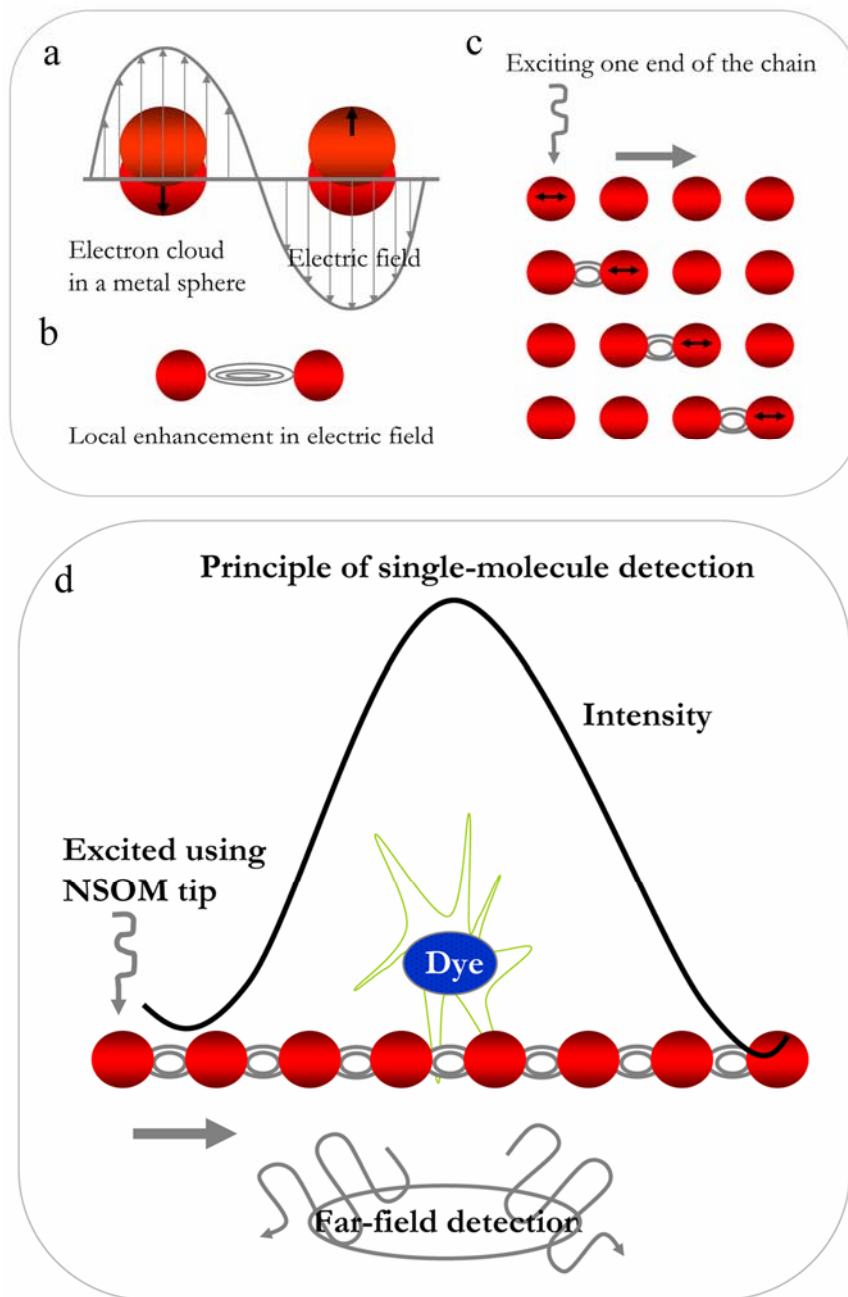 a
Electron cloud
in a metal sphere
Electric field
b
Local enhancement in electric field
c
Exciting one end of the chain
d
Principle of single-molecule detection
Intensity
Excited using
NSOM tip
Dye
Far-field detection